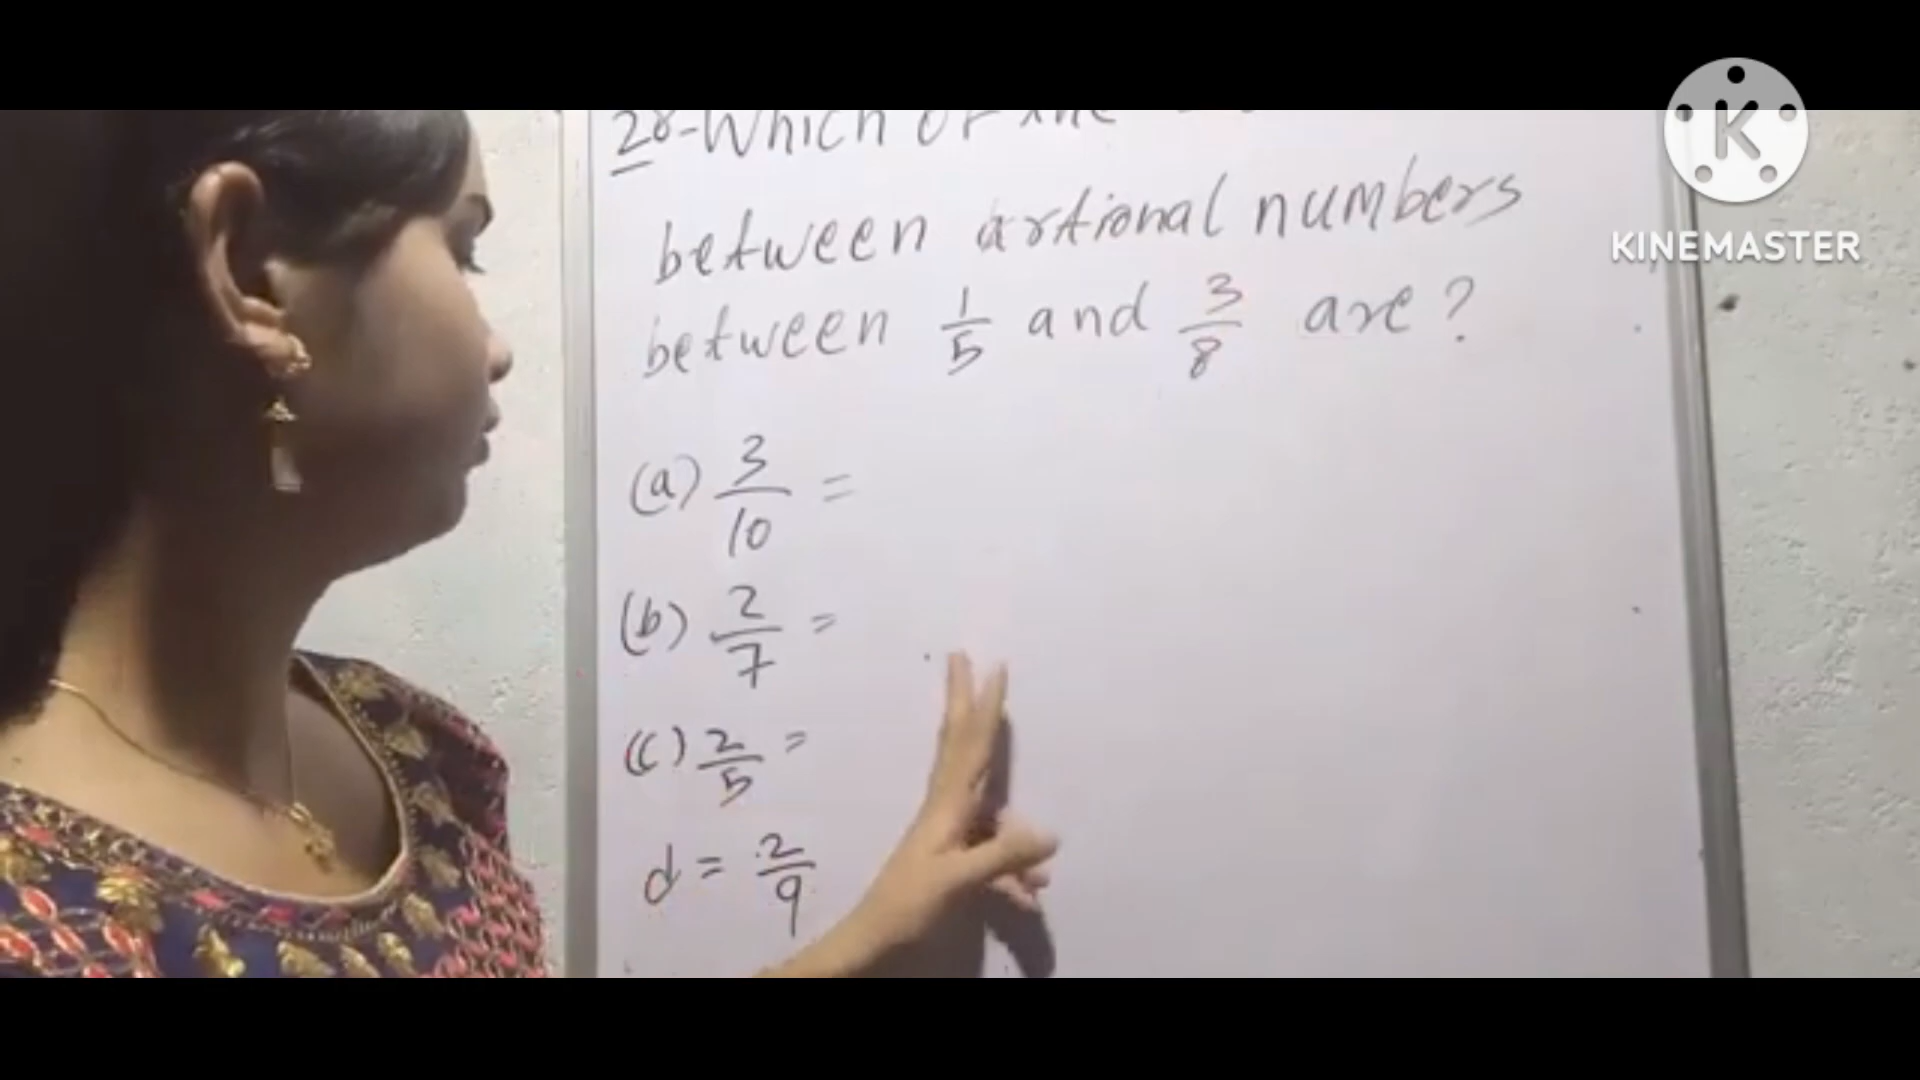 28-Which of the
between artional numbers
between 1/5 and 3/8 are?
(a) 3/10 =
(b) 2/7 =
(c) 2/5 =
d = 2/9
K
KINEMASTER